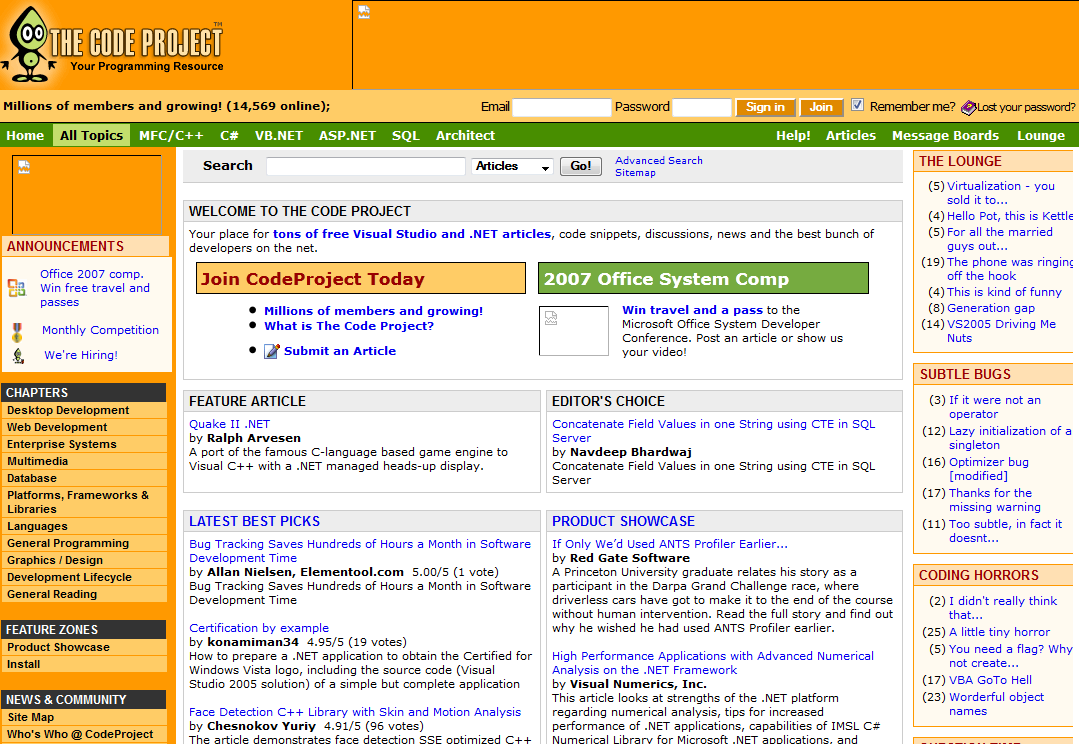 THE CODE PROJECT™
Your Programming Resource
Millions of members and growing! (14,569 online);
Email
Password
Sign in
Join
Remember me?
Lost your password?
Home
All Topics
MFC/C++
C#
VB.NET
ASP.NET
SQL
Architect
Help!
Articles
Message Boards
Lounge
ANNOUNCEMENTS
Office 2007 comp.
Win free travel and
passes
Monthly Competition
We're Hiring!
CHAPTERS
Desktop Development
Web Development
Enterprise Systems
Multimedia
Database
Platforms, Frameworks &
Libraries
Languages
General Programming
Graphics / Design
Development Lifecycle
General Reading
FEATURE ZONES
Product Showcase
Install
NEWS & COMMUNITY
Site Map
Who's Who @ CodeProject
Search
Articles
Go!
Advanced Search
Sitemap
WELCOME TO THE CODE PROJECT
Your place for tons of free Visual Studio and .NET articles, code snippets, discussions, news and the best bunch of
developers on the net.
Join CodeProject Today
Millions of members and growing!
What is The Code Project?
Submit an Article
2007 Office System Comp
Win travel and a pass to the
Microsoft Office System Developer
Conference. Post an article or show us
your video!
FEATURE ARTICLE
Quake II .NET
by Ralph Arvesen
A port of the famous C-language based game engine to
Visual C++ with a .NET managed heads-up display.
EDITOR'S CHOICE
Concatenate Field Values in one String using CTE in SQL
Server
by Navdeep Bhardwaj
Concatenate Field Values in one String using CTE in SQL
Server
LATEST BEST PICKS
Bug Tracking Saves Hundreds of Hours a Month in Software
Development Time
by Allan Nielsen, Elementool.com 5.00/5 (1 vote)
Bug Tracking Saves Hundreds of Hours a Month in Software
Development Time
Certification by example
by konamiman34 4.95/5 (19 votes)
How to prepare a .NET application to obtain the Certified for
Windows Vista logo, including the source code (Visual
Studio 2005 solution) of a simple but complete application
Face Detection C++ Library with Skin and Motion Analysis
by Chesnokov Yuriy 4.91/5 (96 votes)
The article demonstrates face detection SSE optimized C++
PRODUCT SHOWCASE
If Only We'd Used ANTS Profiler Earlier...
by Red Gate Software
A Princeton University graduate relates his story as a
participant in the Darpa Grand Challenge race, where
driverless cars have got to make it to the end of the course
without human intervention. Read the full story and find out
why he wished he had used ANTS Profiler earlier.
High Performance Applications with Advanced Numerical
Analysis on the .NET Framework
by Visual Numerics, Inc.
This article looks at strengths of the .NET platform
regarding numerical analysis, tips for increased
performance of .NET applications, capabilities of IMSL C#
Numerical Library for Microsoft .NET applications, and
THE LOUNGE
(5) Virtualization - you
sold it to...
(4) Hello Pot, this is Kettle
(5) For all the married
guys out...
(19) The phone was ringing
off the hook
(4) This is kind of funny
(8) Generation gap
(14) VS2005 Driving Me
Nuts
SUBTLE BUGS
(3) If it were not an
operator
(12) Lazy initialization of a
singleton
(16) Optimizer bug
[modified]
(17) Thanks for the
missing warning
(11) Too subtle, in fact it
doesnt...
CODING HORRORS
(2) I didn't really think
that...
(25) A little tiny horror
(5) You need a flag? Why
not create...
(17) VBA GoTo Hell
(23) Worderful object
names
QUESTION TIME